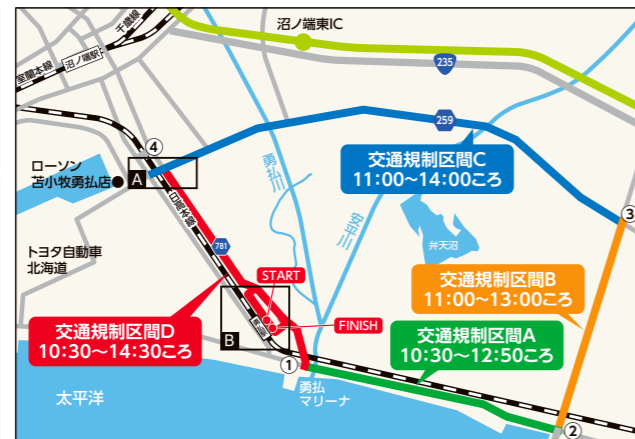 沼ノ端東IC
千歳線
室蘭本線
沼ノ端駅
235
259
④
交通規制区間C
11:00～14:00ころ
ローソン
苫小牧勇払店
A
勇払川
安平川
弁天沼
③
日高本線
781
トヨタ自動車
北海道
START
交通規制区間B
11:00～13:00ころ
FINISH
交通規制区間D
10:30～14:30ころ
B
交通規制区間A
10:30～12:50ころ
①
勇払
マリーナ
太平洋
②